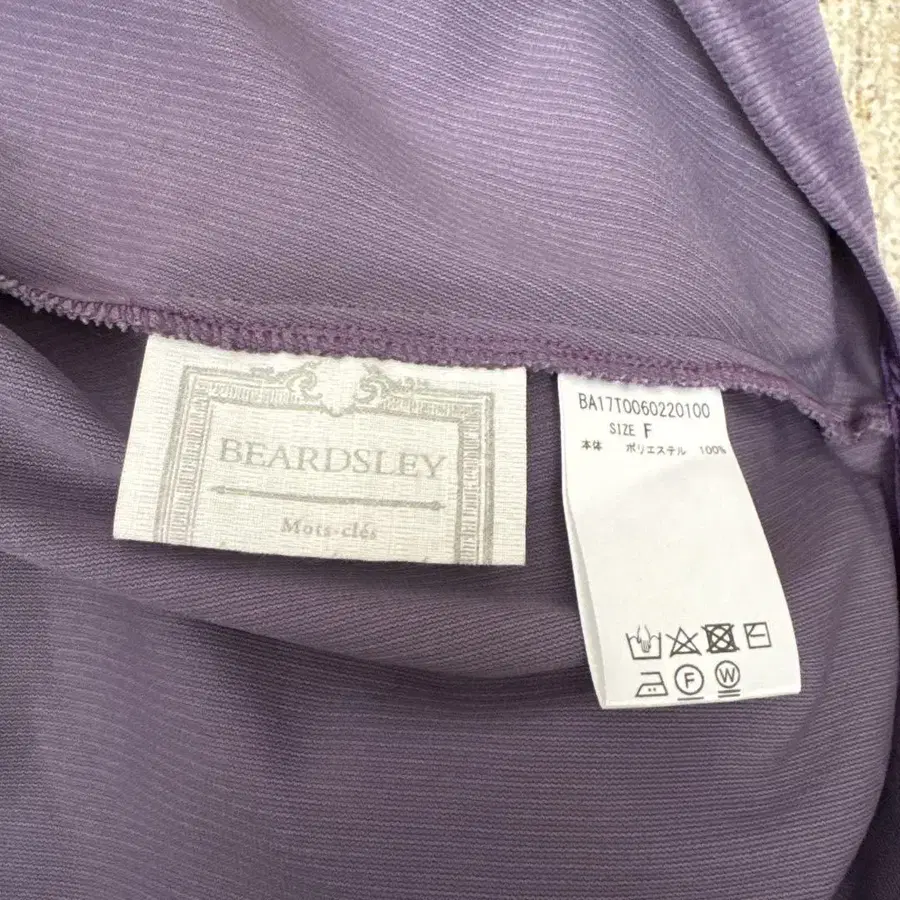 BEARDSLEY
Mots-clés
BA17T0060220100
SIZE F
本体 ポリエステル 100%
F W